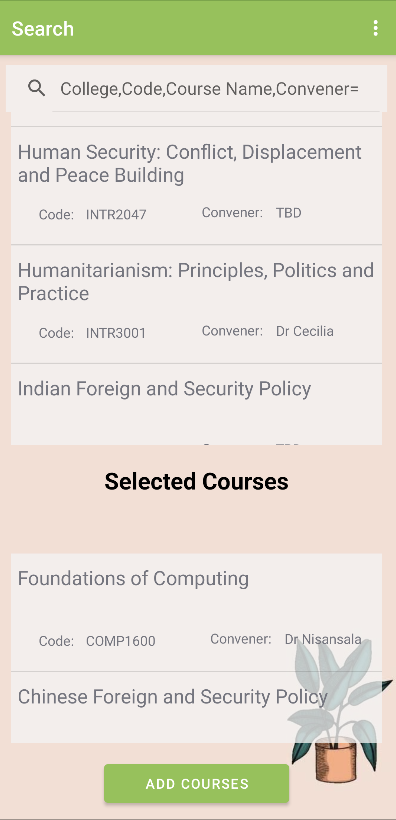 Search
College,Code,Course Name,Convener=
Human Security: Conflict, Displacement
and Peace Building
Code: INTR2047 Convener: TBD
Humanitarianism: Principles, Politics and
Practice
Code: INTR3001 Convener: Dr Cecilia
Indian Foreign and Security Policy
Selected Courses
Foundations of Computing
Code: COMP1600 Convener: Dr Nisansala
Chinese Foreign and Security Policy
ADD COURSES